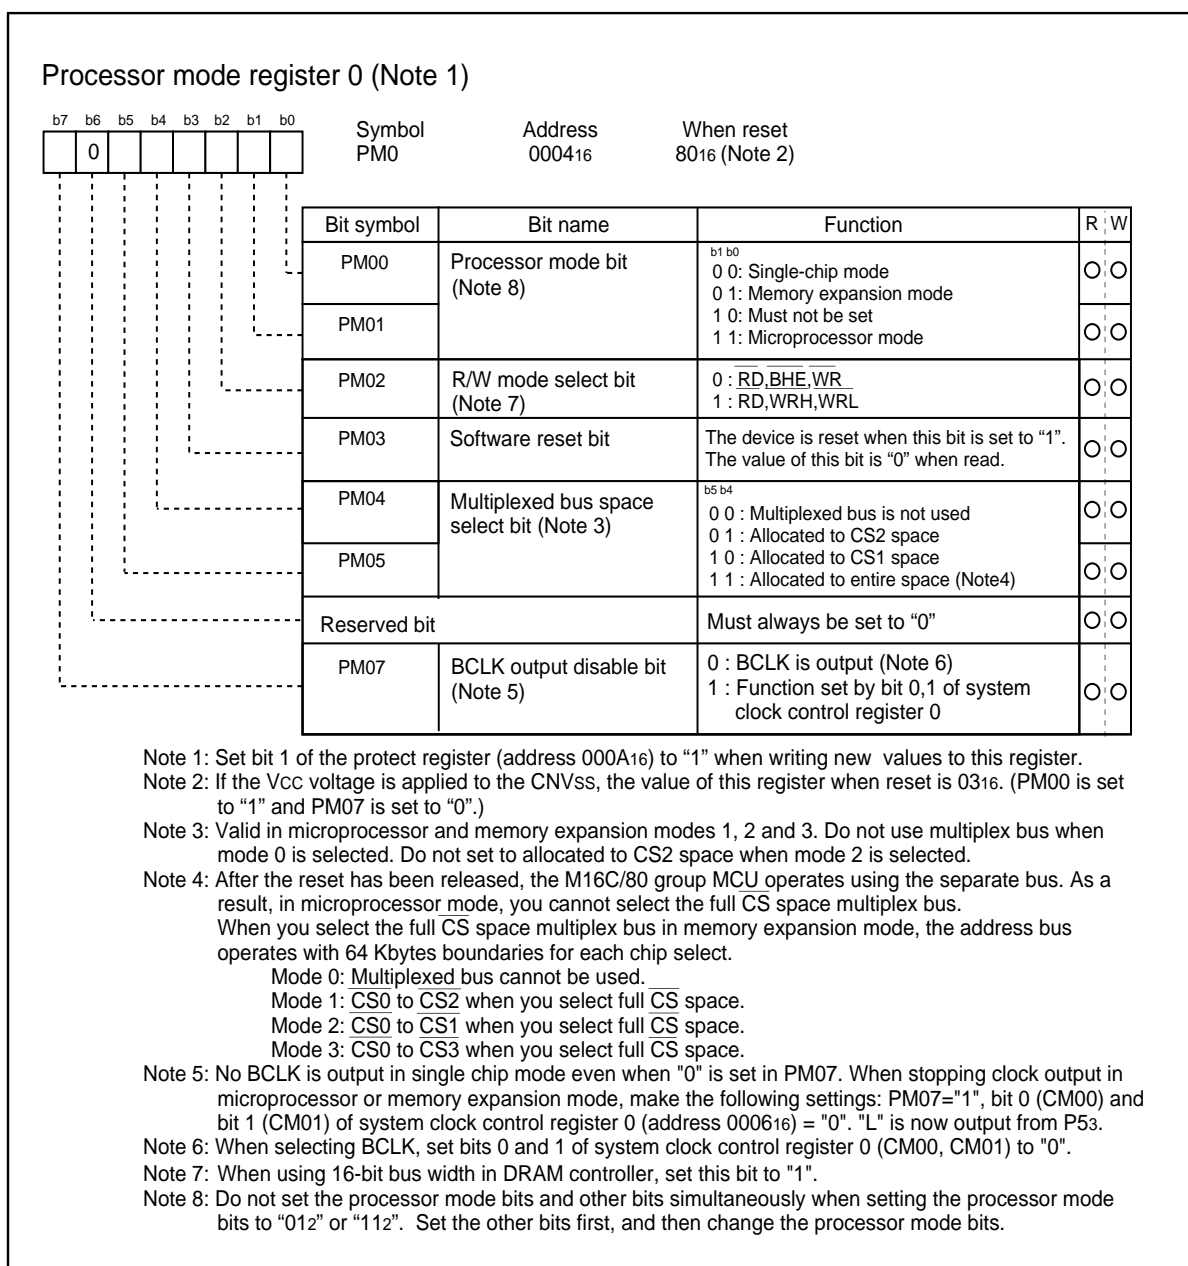 Processor mode register 0 (Note 1)
b7 b6 b5 b4 b3 b2 b1 b0
0
Symbol Address When reset
PM0 000416 8016 (Note 2)
Bit symbol Bit name Function R W
PM00 Processor mode bit
(Note 8)
b1 b0
0 0: Single-chip mode
0 1: Memory expansion mode
1 0: Must not be set
1 1: Microprocessor mode
PM01
PM02 R/W mode select bit
(Note 7)
0 : RD,BHE,WR
1 : RD,WRH,WRL
PM03 Software reset bit
The device is reset when this bit is set to “1”.
The value of this bit is “0” when read.
PM04 Multiplexed bus space
select bit (Note 3)
b5 b4
0 0 : Multiplexed bus is not used
0 1 : Allocated to CS2 space
1 0 : Allocated to CS1 space
1 1 : Allocated to entire space (Note4)
PM05
Reserved bit Must always be set to “0”
PM07 BCLK output disable bit
(Note 5)
0 : BCLK is output (Note 6)
1 : Function set by bit 0,1 of system
clock control register 0
Note 1: Set bit 1 of the protect register (address 000A16) to “1” when writing new values to this register.
Note 2: If the VCC voltage is applied to the CNVSS, the value of this register when reset is 0316. (PM00 is set
to “1” and PM07 is set to “0”.)
Note 3: Valid in microprocessor and memory expansion modes 1, 2 and 3. Do not use multiplex bus when
mode 0 is selected. Do not set to allocated to CS2 space when mode 2 is selected.
Note 4: After the reset has been released, the M16C/80 group MCU operates using the separate bus. As a
result, in microprocessor mode, you cannot select the full CS space multiplex bus.
When you select the full CS space multiplex bus in memory expansion mode, the address bus
operates with 64 Kbytes boundaries for each chip select.
Mode 0: Multiplexed bus cannot be used.
Mode 1: CS0 to CS2 when you select full CS space.
Mode 2: CS0 to CS1 when you select full CS space.
Mode 3: CS0 to CS3 when you select full CS space.
Note 5: No BCLK is output in single chip mode even when "0" is set in PM07. When stopping clock output in
microprocessor or memory expansion mode, make the following settings: PM07="1", bit 0 (CM00) and
bit 1 (CM01) of system clock control register 0 (address 000616) = "0". "L" is now output from P53.
Note 6: When selecting BCLK, set bits 0 and 1 of system clock control register 0 (CM00, CM01) to "0".
Note 7: When using 16-bit bus width in DRAM controller, set this bit to "1".
Note 8: Do not set the processor mode bits and other bits simultaneously when setting the processor mode
bits to “012” or “112”. Set the other bits first, and then change the processor mode bits.